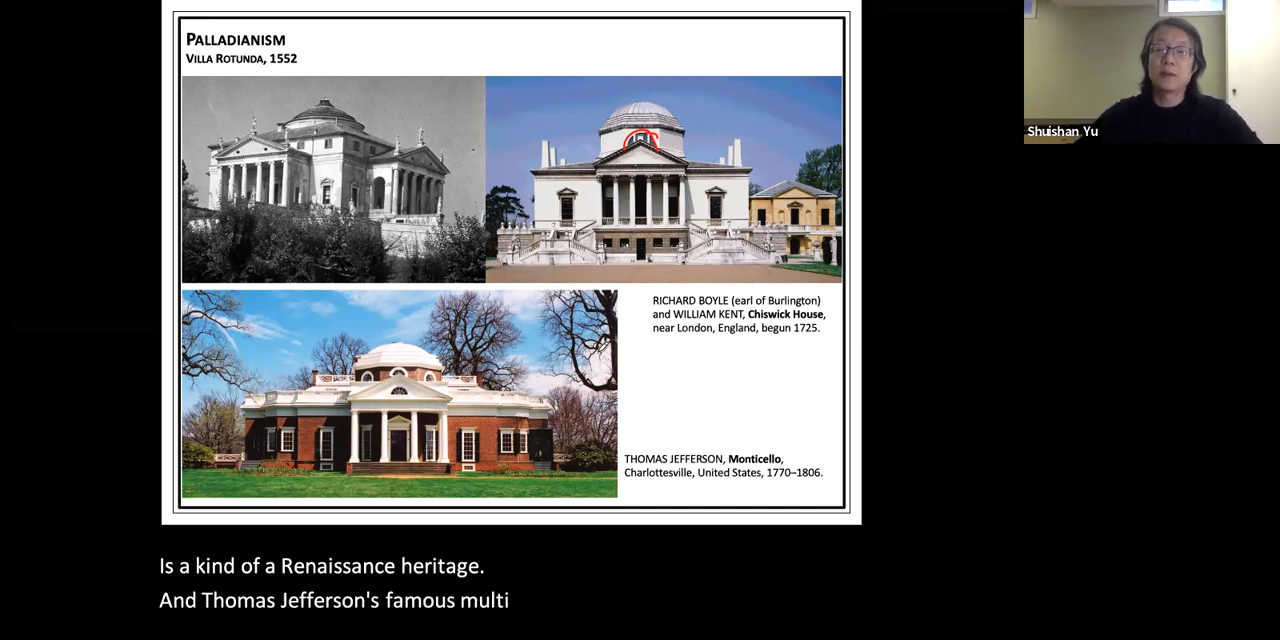 PALLADIANISM
VILLA ROTUNDA, 1552
Shuishan Yu
RICHARD BOYLE (earl of Burlington)
and WILLIAM KENT, Chiswick House,
near London, England, begun 1725.
THOMAS JEFFERSON, Monticello,
Charlottesville, United States, 1770–1806.
Is a kind of a Renaissance heritage.
And Thomas Jefferson's famous multi